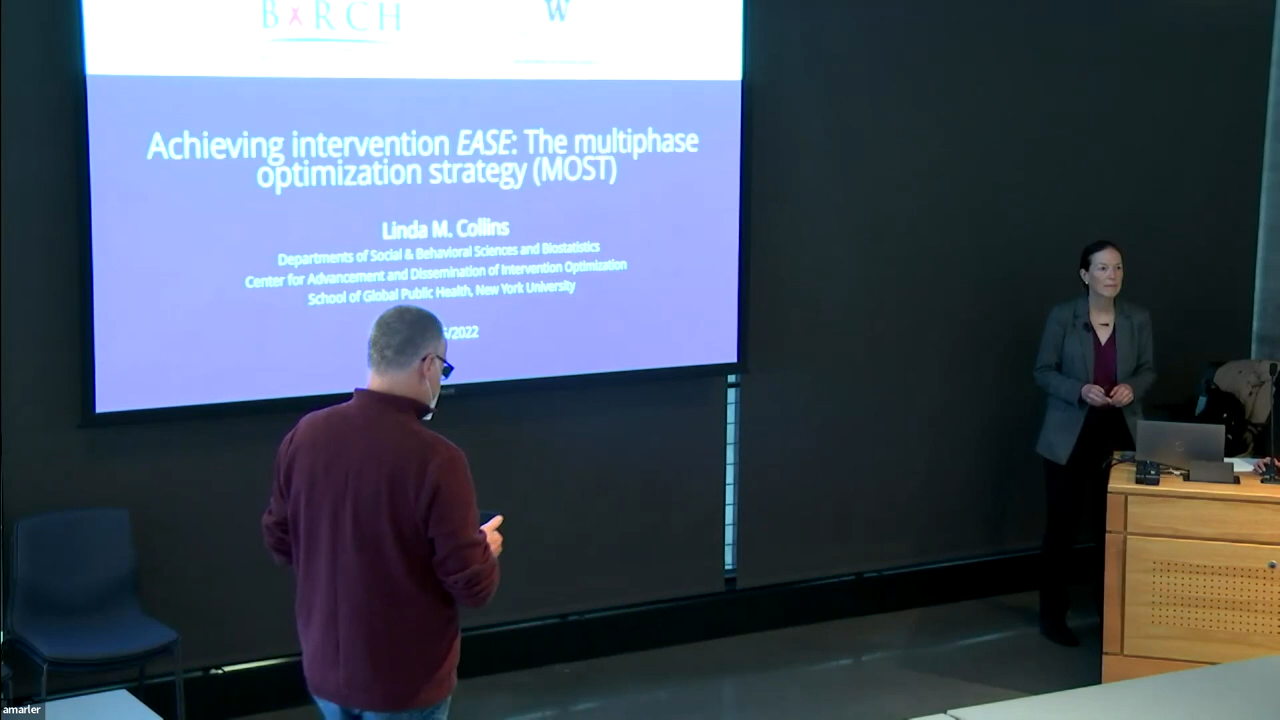 BRCH
W
Achieving intervention EASE: The multiphase
optimization strategy (MOST)
Linda M. Collins
Departments of Social & Behavioral Sciences and Biostatistics
Center for Advancement and Dissemination of Intervention Optimization
School of Global Public Health, New York University
/2022
amarler